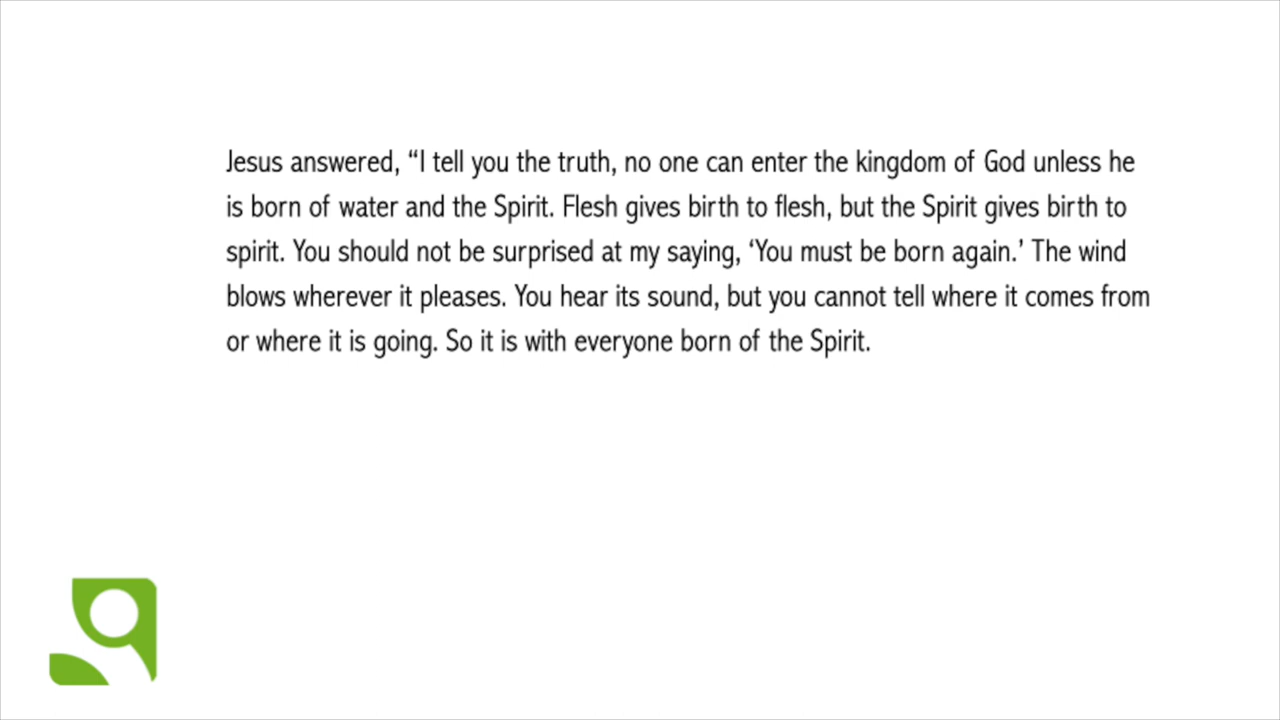 Jesus answered, “I tell you the truth, no one can enter the kingdom of God unless he
is born of water and the Spirit. Flesh gives birth to flesh, but the Spirit gives birth to
spirit. You should not be surprised at my saying, ‘You must be born again.’ The wind
blows wherever it pleases. You hear its sound, but you cannot tell where it comes from
or where it is going. So it is with everyone born of the Spirit.